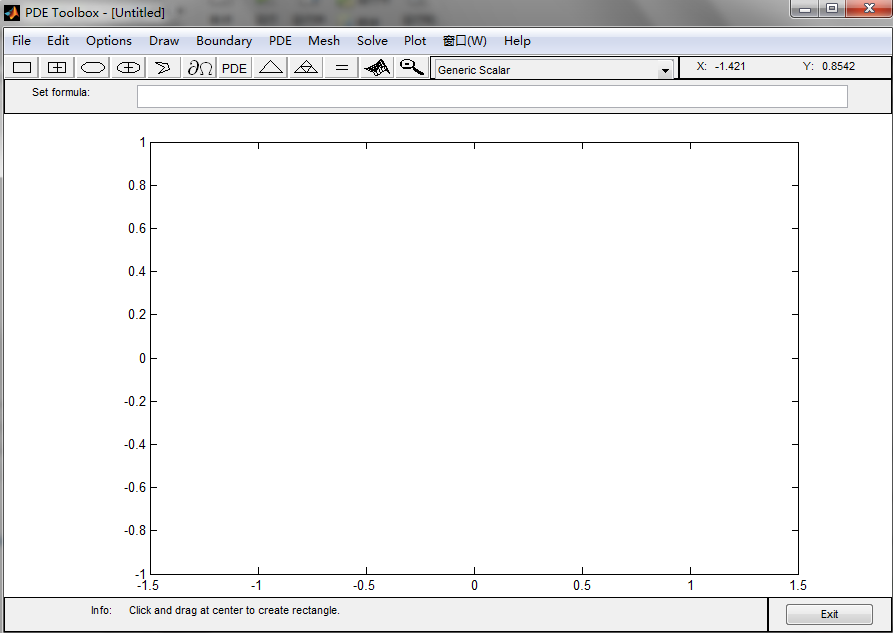 PDE Toolbox - [Untitled]
File Edit Options Draw Boundary PDE Mesh Solve Plot 窗口(W) Help
∂Ω PDE = Generic Scalar X: -1.421 Y: 0.8542
Set formula:
1
0.8
0.6
0.4
0.2
0
-0.2
-0.4
-0.6
-0.8
-1
-1.5 -1 -0.5 0 0.5 1 1.5
Info: Click and drag at center to create rectangle. Exit